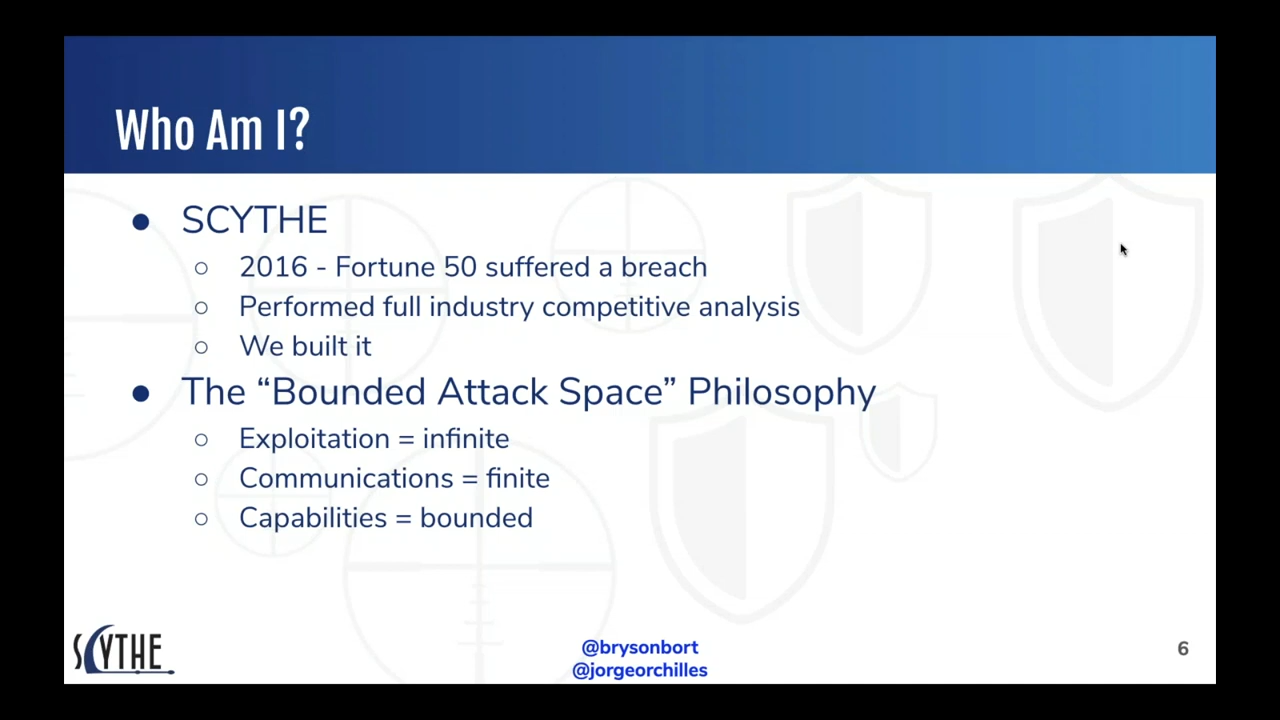 Who Am I?
● SCYTHE
○ 2016 - Fortune 50 suffered a breach
○ Performed full industry competitive analysis
○ We built it
● The “Bounded Attack Space” Philosophy
○ Exploitation = infinite
○ Communications = finite
○ Capabilities = bounded
SCYTHE
@brysonbort
@jorgeorchilles
6